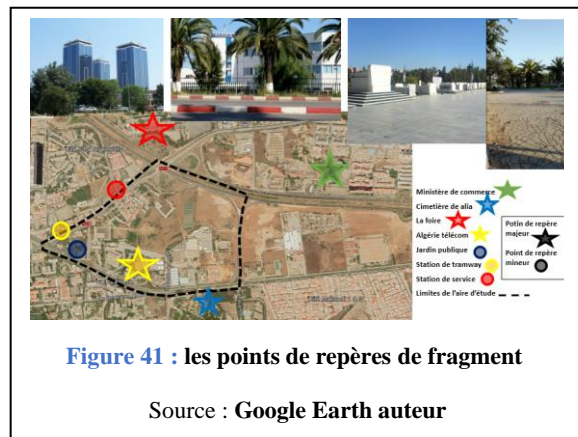 Ministère de commerce
Cimetière de alia
La foire
Algérie télécom
Jardin publique
Station de tramway
Station de service
Limites de l'aire d'étude
Potin de repère
majeur
Point de repère
mineur
Figure 41 : les points de repères de fragment
Source : Google Earth auteur